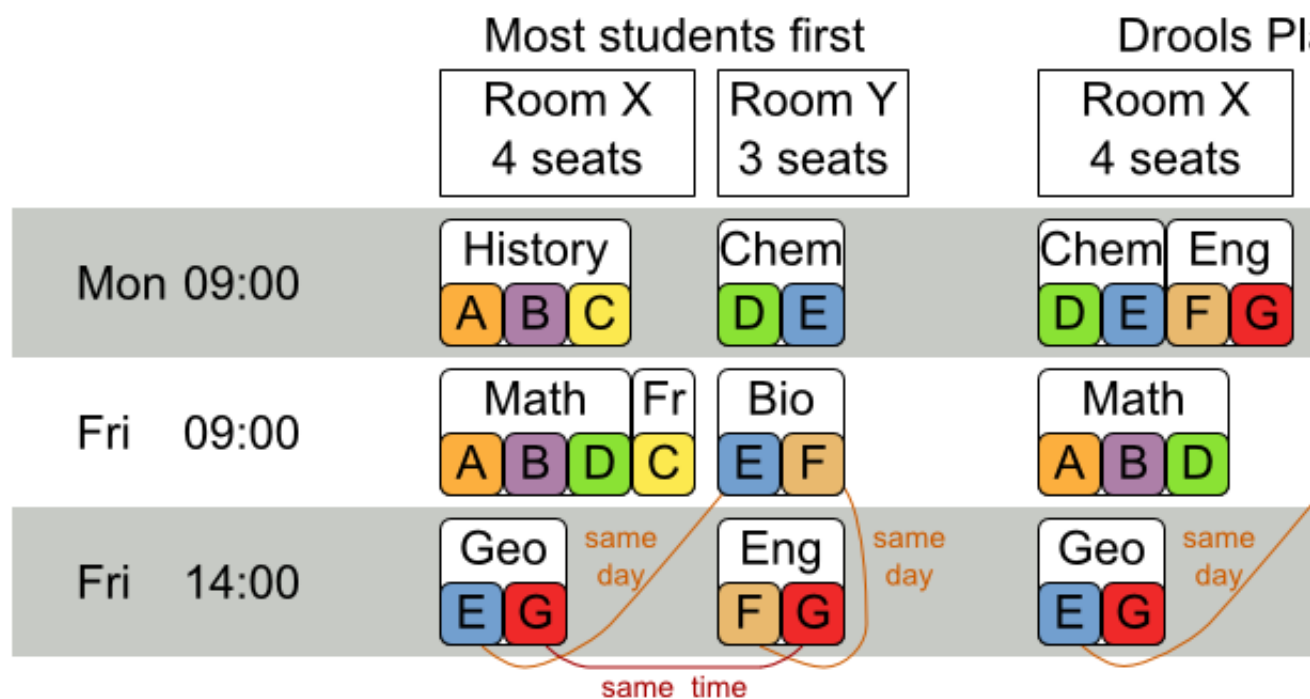 Most students first Drools Pla
Room X Room Y Room X
4 seats 3 seats 4 seats
History Chem Chem Eng
Mon 09:00
A B C D E D E F G
Math Fr Bio Math
Fri 09:00
A B D C E F A B D
Geo same day Eng same day Geo same day
Fri 14:00
E G F G E G
same time